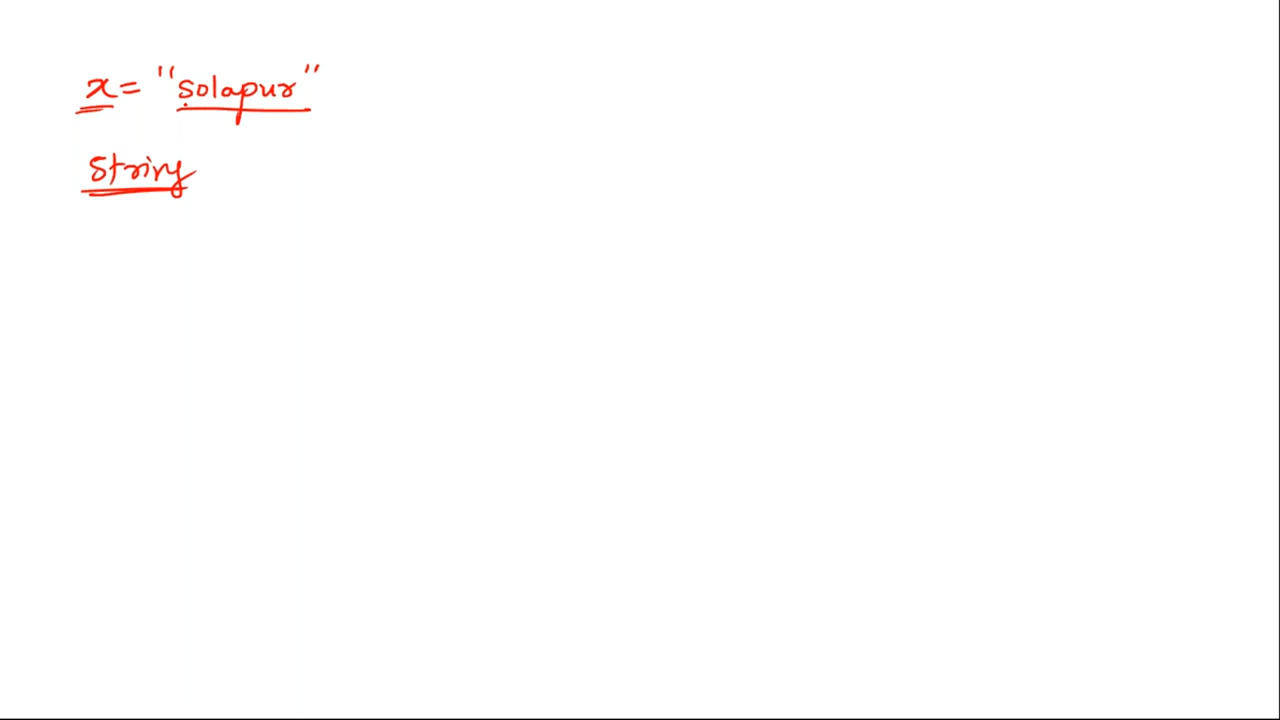 x = "solapur"
String